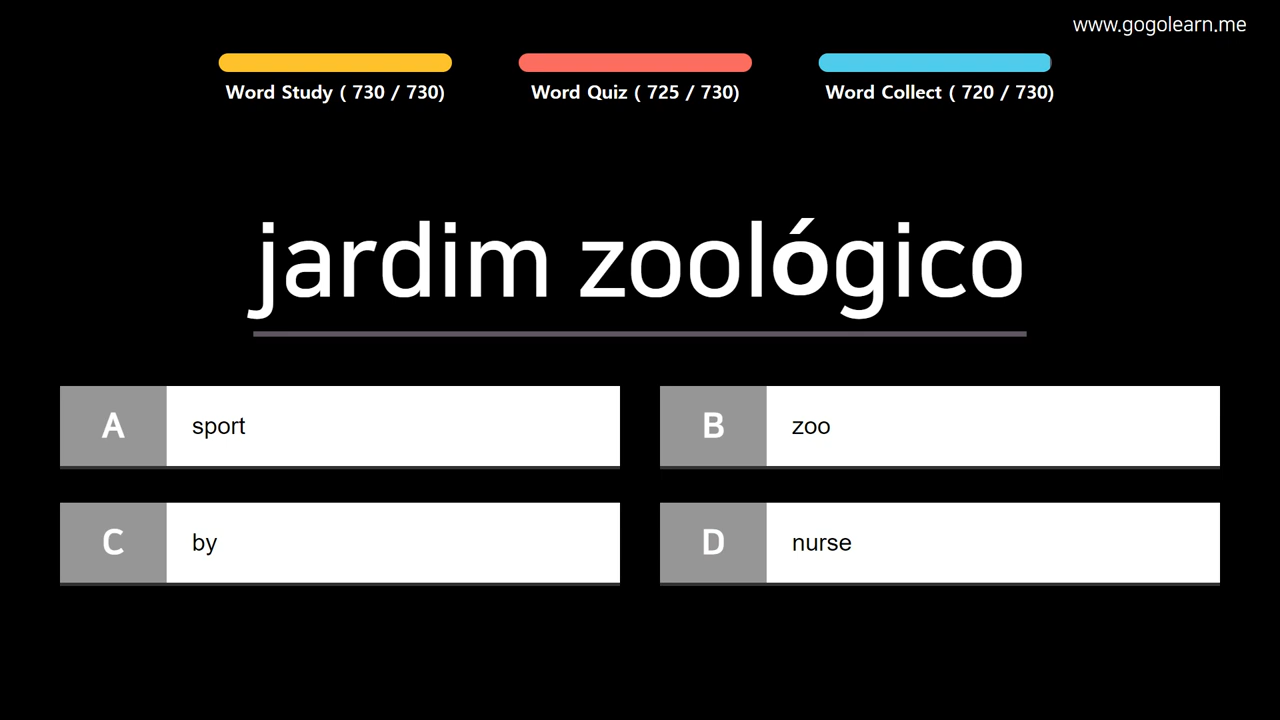 www.gogolearn.me
Word Study ( 730 / 730)
Word Quiz ( 725 / 730)
Word Collect ( 720 / 730)
jardim zoológico
A sport
B zoo
C by
D nurse